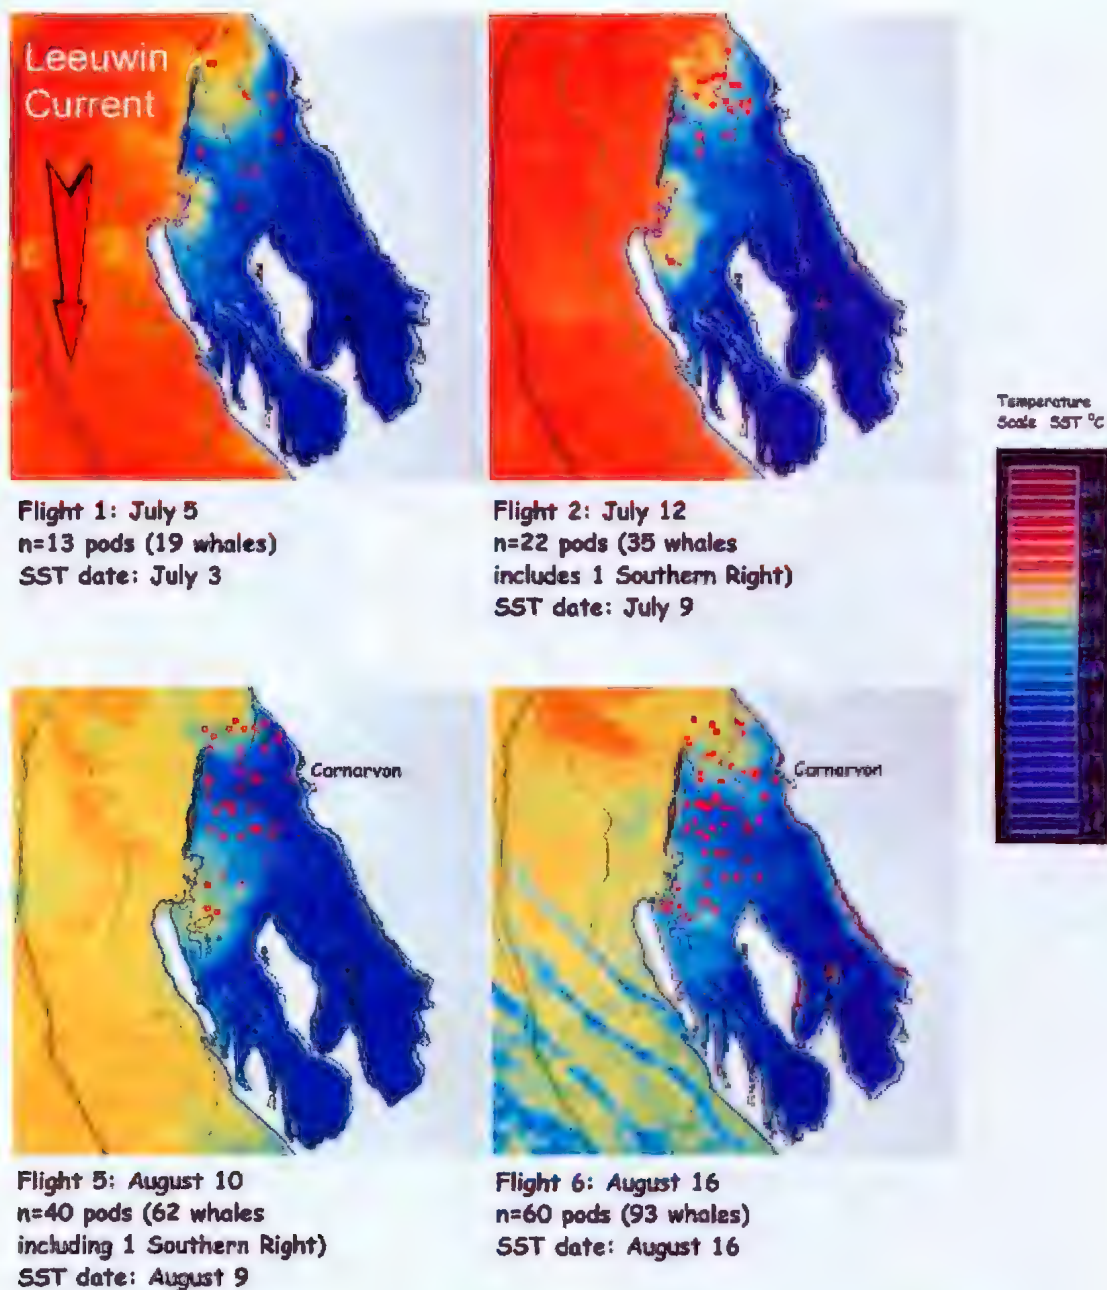 Leeuwin
Current
Temperature
Scale SST °C
Flight 1: July 5
n=13 pods (19 whales)
SST date: July 3
Flight 2: July 12
n=22 pods (35 whales
includes 1 Southern Right)
SST date: July 9
Carnarvon
Carnarvon
Flight 5: August 10
n=40 pods (62 whales
including 1 Southern Right)
SST date: August 9
Flight 6: August 16
n=60 pods (93 whales)
SST date: August 16